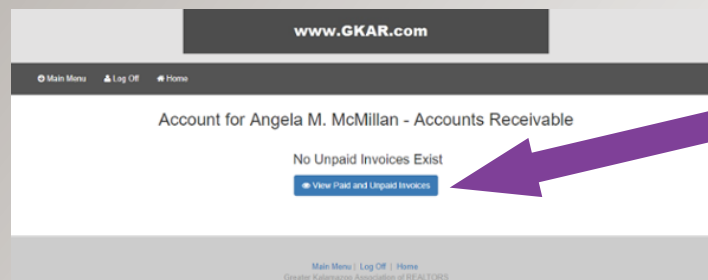 www.GKAR.com
Main Menu Log Off Home
Account for Angela M. McMillan - Accounts Receivable
No Unpaid Invoices Exist
View Paid and Unpaid Invoices
Main Menu | Log Off | Home
Greater Kalamazoo Association of REALTORS